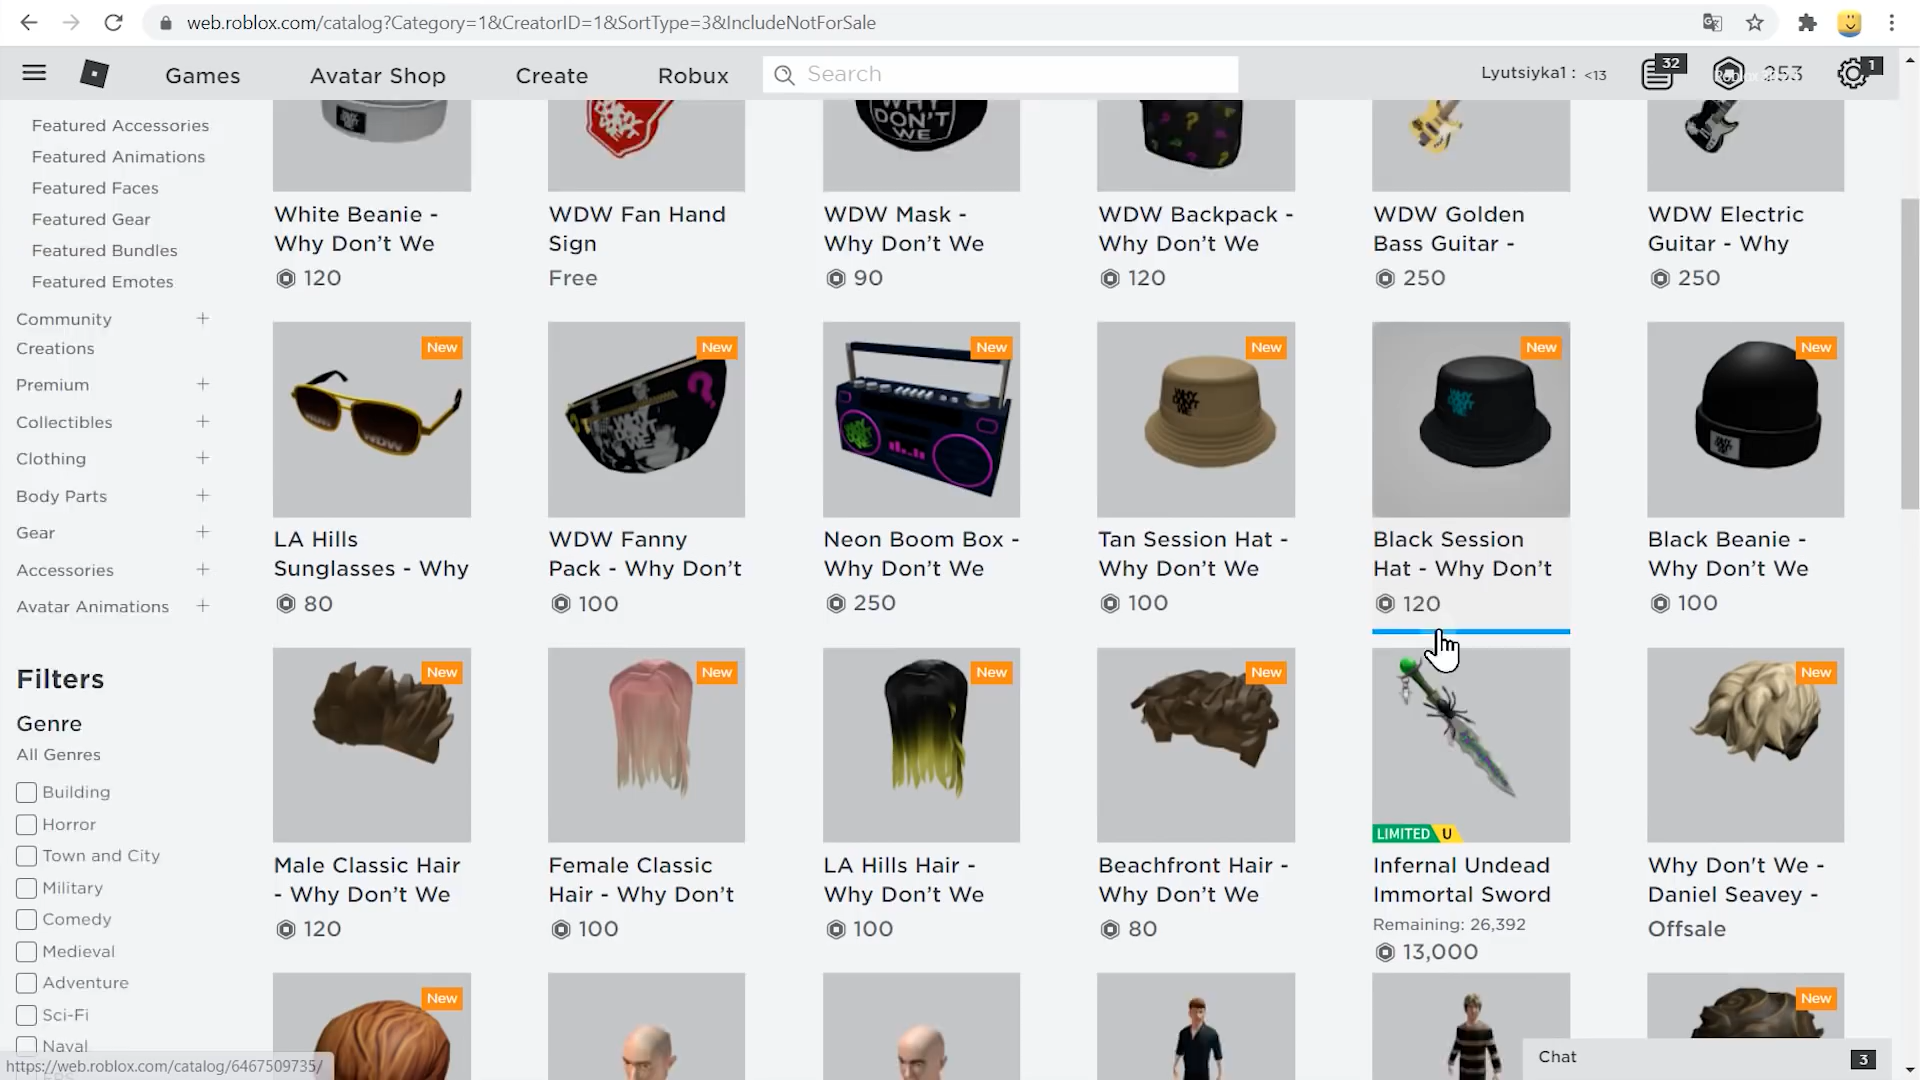 web.roblox.com/catalog?Category=1&CreatorID=1&SortType=3&IncludeNotForSale
Games
Avatar Shop
Create
Robux
Search
Lyutsiyka1 : <13
32
253
1
Featured Accessories
Featured Animations
Featured Faces
Featured Gear
Featured Bundles
Featured Emotes
Community
Creations
Premium
Collectibles
Clothing
Body Parts
Gear
Accessories
Avatar Animations
Filters
Genre
All Genres
Building
Horror
Town and City
Military
Comedy
Medieval
Adventure
Sci-Fi
Naval
WHY
DON'T
WE
White Beanie -
Why Don't We
120
WDW Fan Hand
Sign
Free
WDW Mask -
Why Don't We
90
WDW Backpack -
Why Don't We
120
WDW Golden
Bass Guitar -
250
WDW Electric
Guitar - Why
250
New
New
New
New
New
New
LA Hills
Sunglasses - Why
80
WDW Fanny
Pack - Why Don't
100
Neon Boom Box -
Why Don't We
250
Tan Session Hat -
Why Don't We
100
Black Session
Hat - Why Don't
120
Black Beanie -
Why Don't We
100
New
New
New
New
LIMITED U
New
Male Classic Hair
- Why Don't We
120
Female Classic
Hair - Why Don't
100
LA Hills Hair -
Why Don't We
100
Beachfront Hair -
Why Don't We
80
Infernal Undead
Immortal Sword
Remaining: 26,392
13,000
Why Don't We -
Daniel Seavey -
Offsale
New
New
Chat
3
https://web.roblox.com/catalog/6467509735/